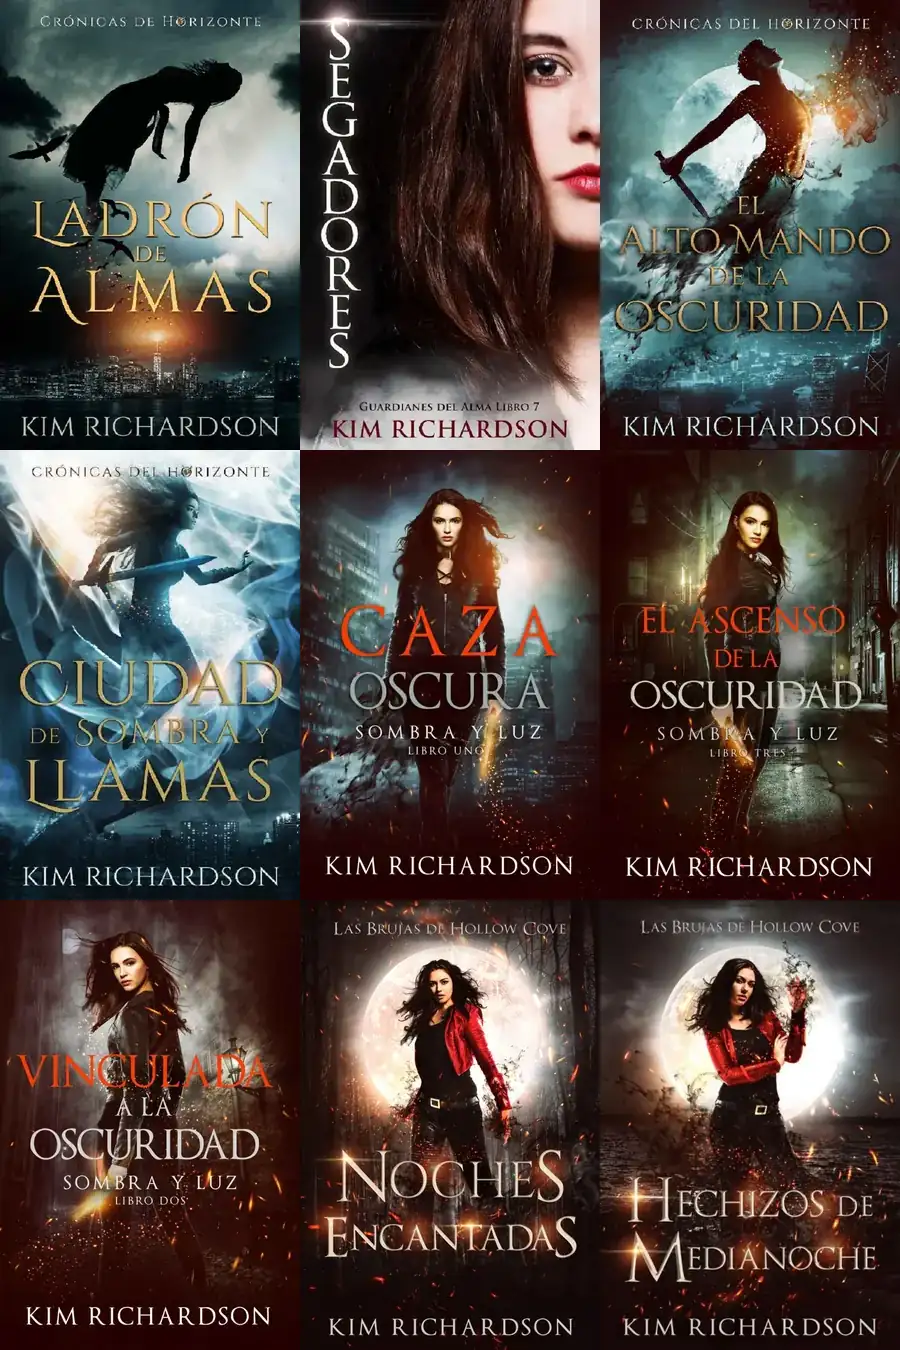 CRÓNICAS DE HORIZONTE
LADRÓN
DE
ALMAS
KIM RICHARDSON
SEGADORES
GUARDIANES DEL ALMA LIBRO 7
KIM RICHARDSON
CRÓNICAS DEL HORIZONTE
EL
ALTO MANDO
DE LA
OSCURIDAD
KIM RICHARDSON
CRÓNICAS DEL HORIZONTE
CIUDAD
DE SOMBRA Y
LLAMAS
KIM RICHARDSON
CAZA
OSCURA
SOMBRA Y LUZ
LIBRO UNO
KIM RICHARDSON
EL ASCENSO
DE LA
OSCURIDAD
SOMBRA Y LUZ
LIBRO TRES
KIM RICHARDSON
VINCULADA
A LA
OSCURIDAD
SOMBRA Y LUZ
LIBRO DOS
KIM RICHARDSON
LAS BRUJAS DE HOLLOW COVE
NOCHES
ENCANTADAS
KIM RICHARDSON
LAS BRUJAS DE HOLLOW COVE
HECHIZOS DE
MEDIANOCHE
KIM RICHARDSON